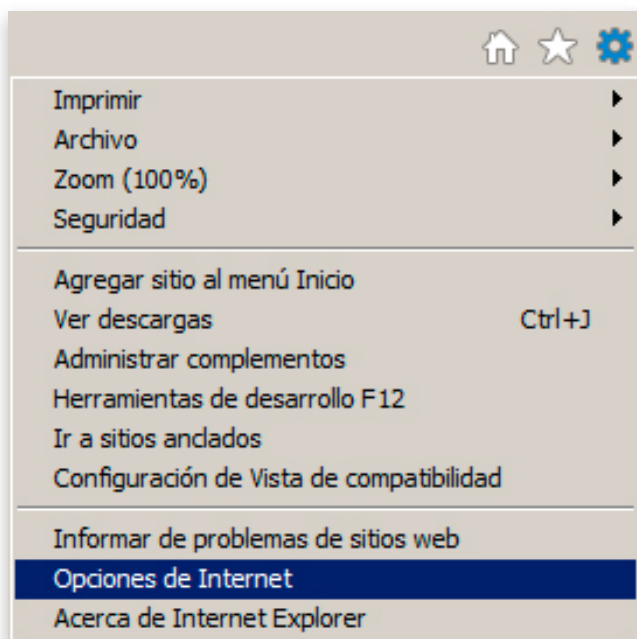 Imprimir
Archivo
Zoom (100%)
Seguridad
Agregar sitio al menú Inicio
Ver descargas Ctrl+J
Administrar complementos
Herramientas de desarrollo F12
Ir a sitios anclados
Configuración de Vista de compatibilidad
Informar de problemas de sitios web
Opciones de Internet
Acerca de Internet Explorer